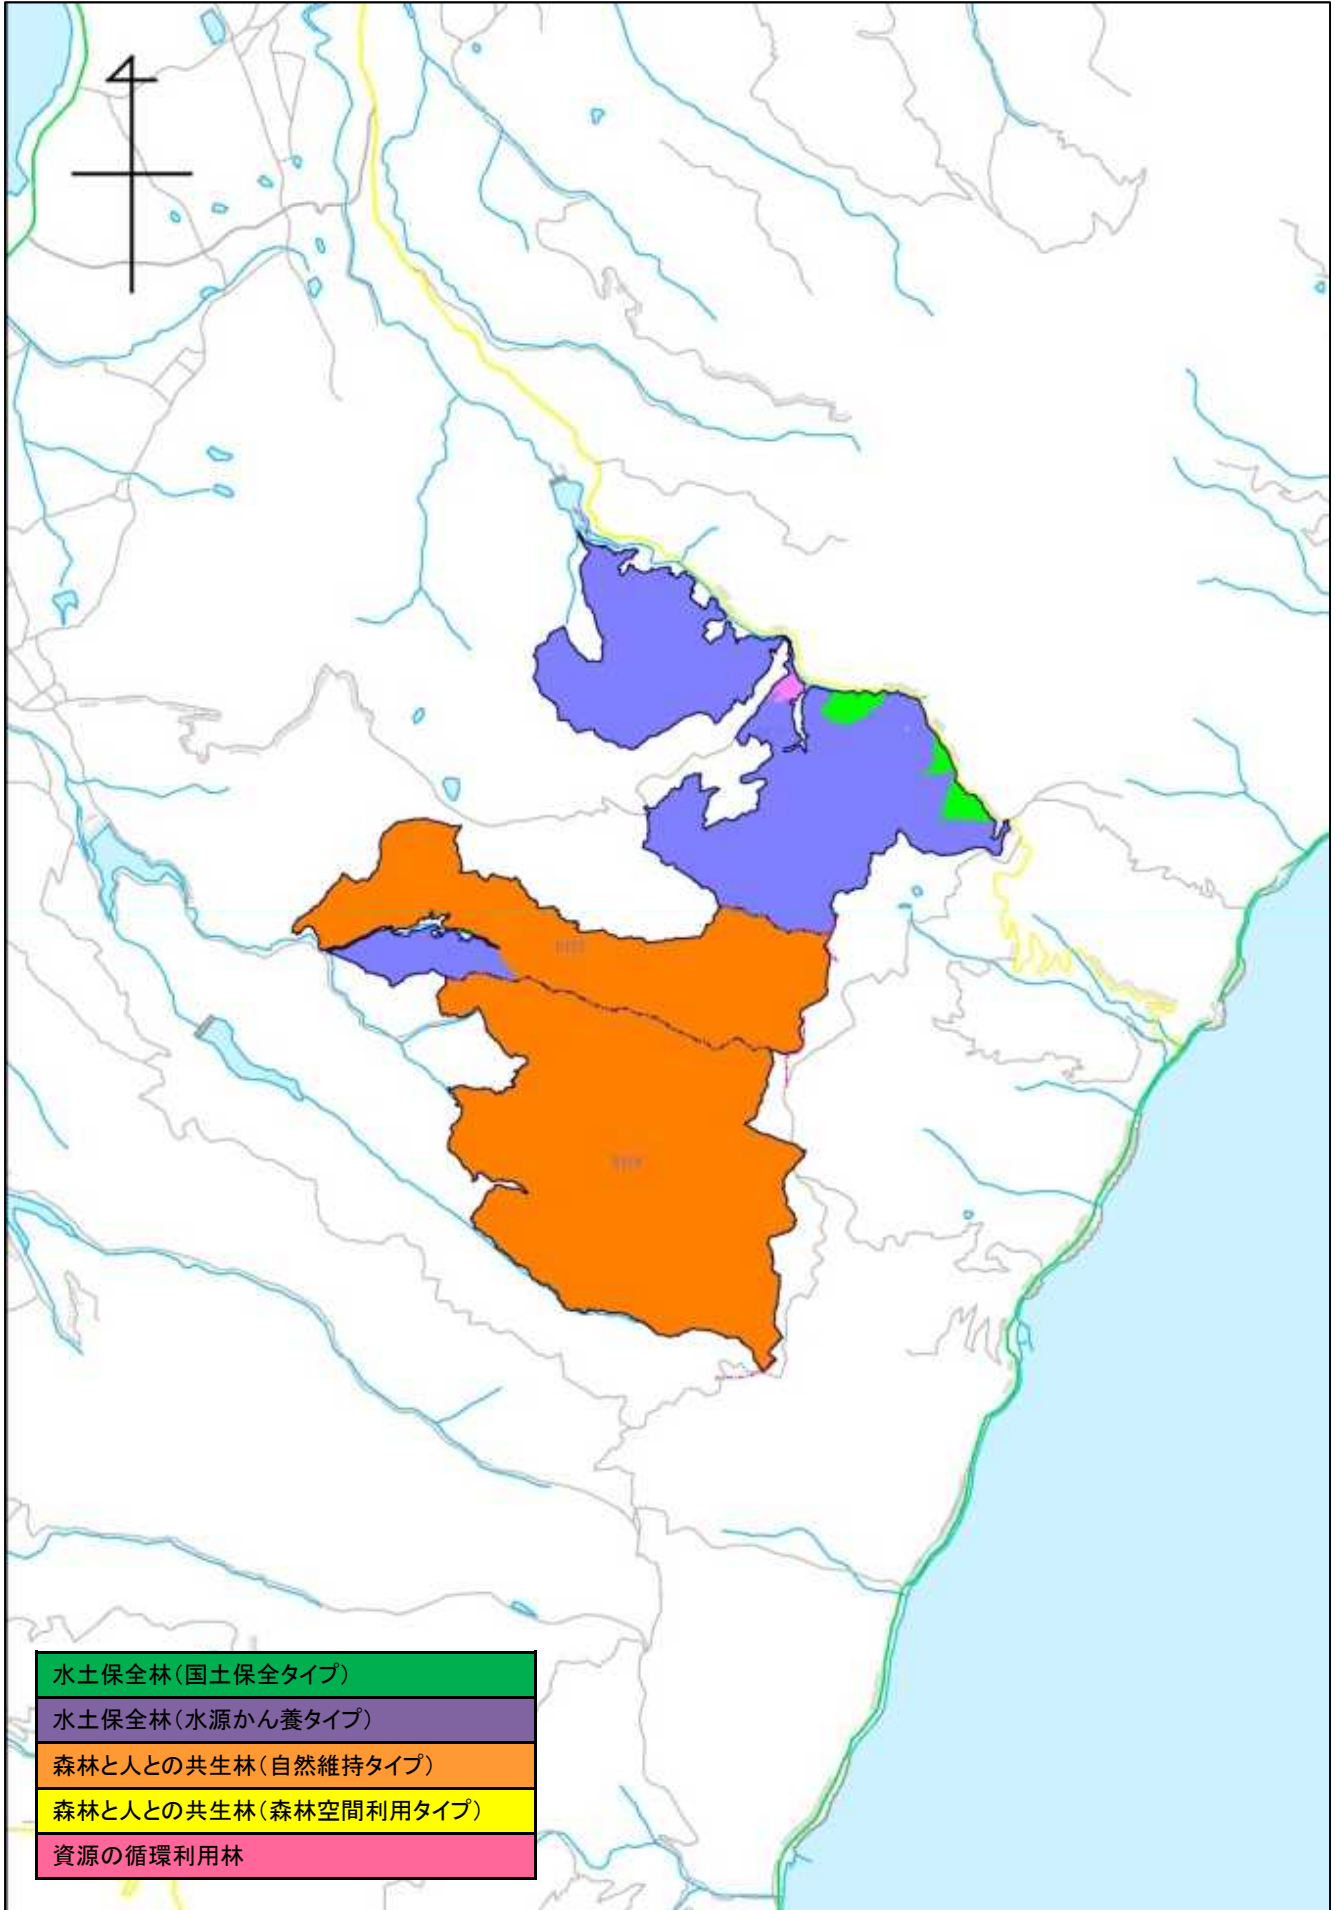 水土保全林(国土保全タイプ)
水土保全林(水源かん養タイプ)
森林と人との共生林(自然維持タイプ)
森林と人との共生林(森林空間利用タイプ)
資源の循環利用林